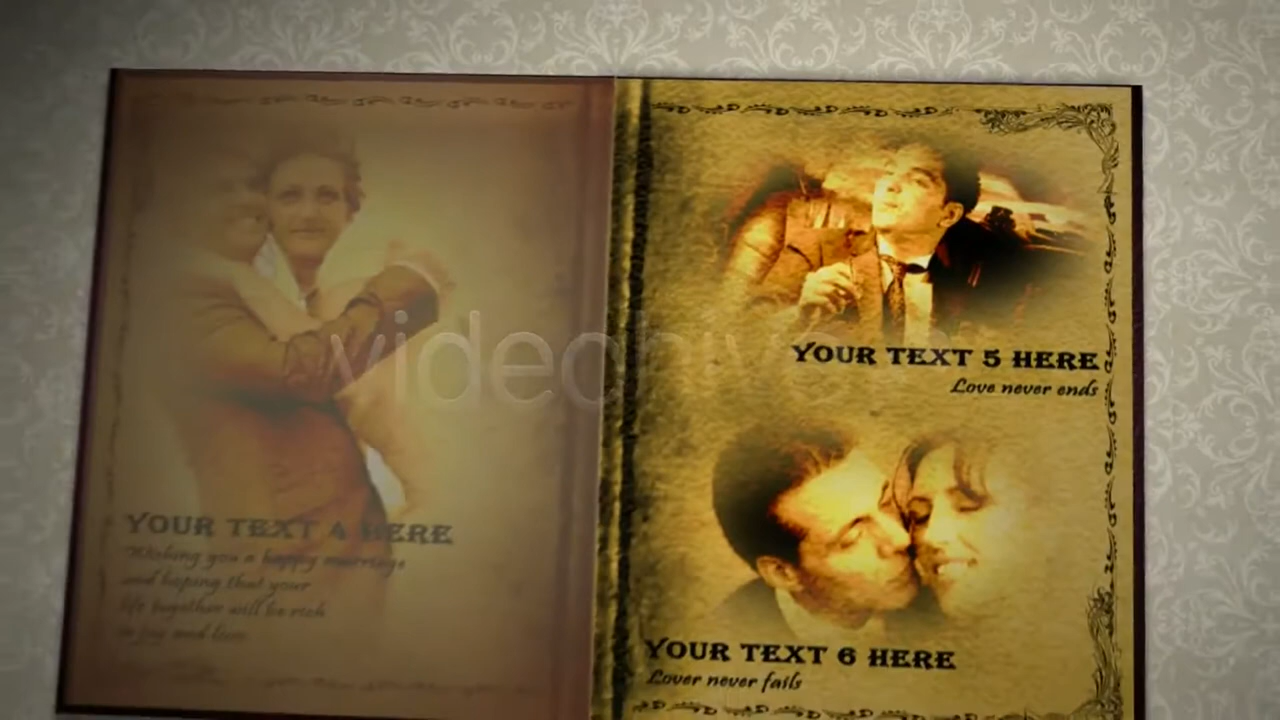 YOUR TEXT 4 HERE
Wishing you a happy marriage
and hoping that your
life together will be rich
in joy and love
videohive
YOUR TEXT 5 HERE
Love never ends
YOUR TEXT 6 HERE
Lover never fails